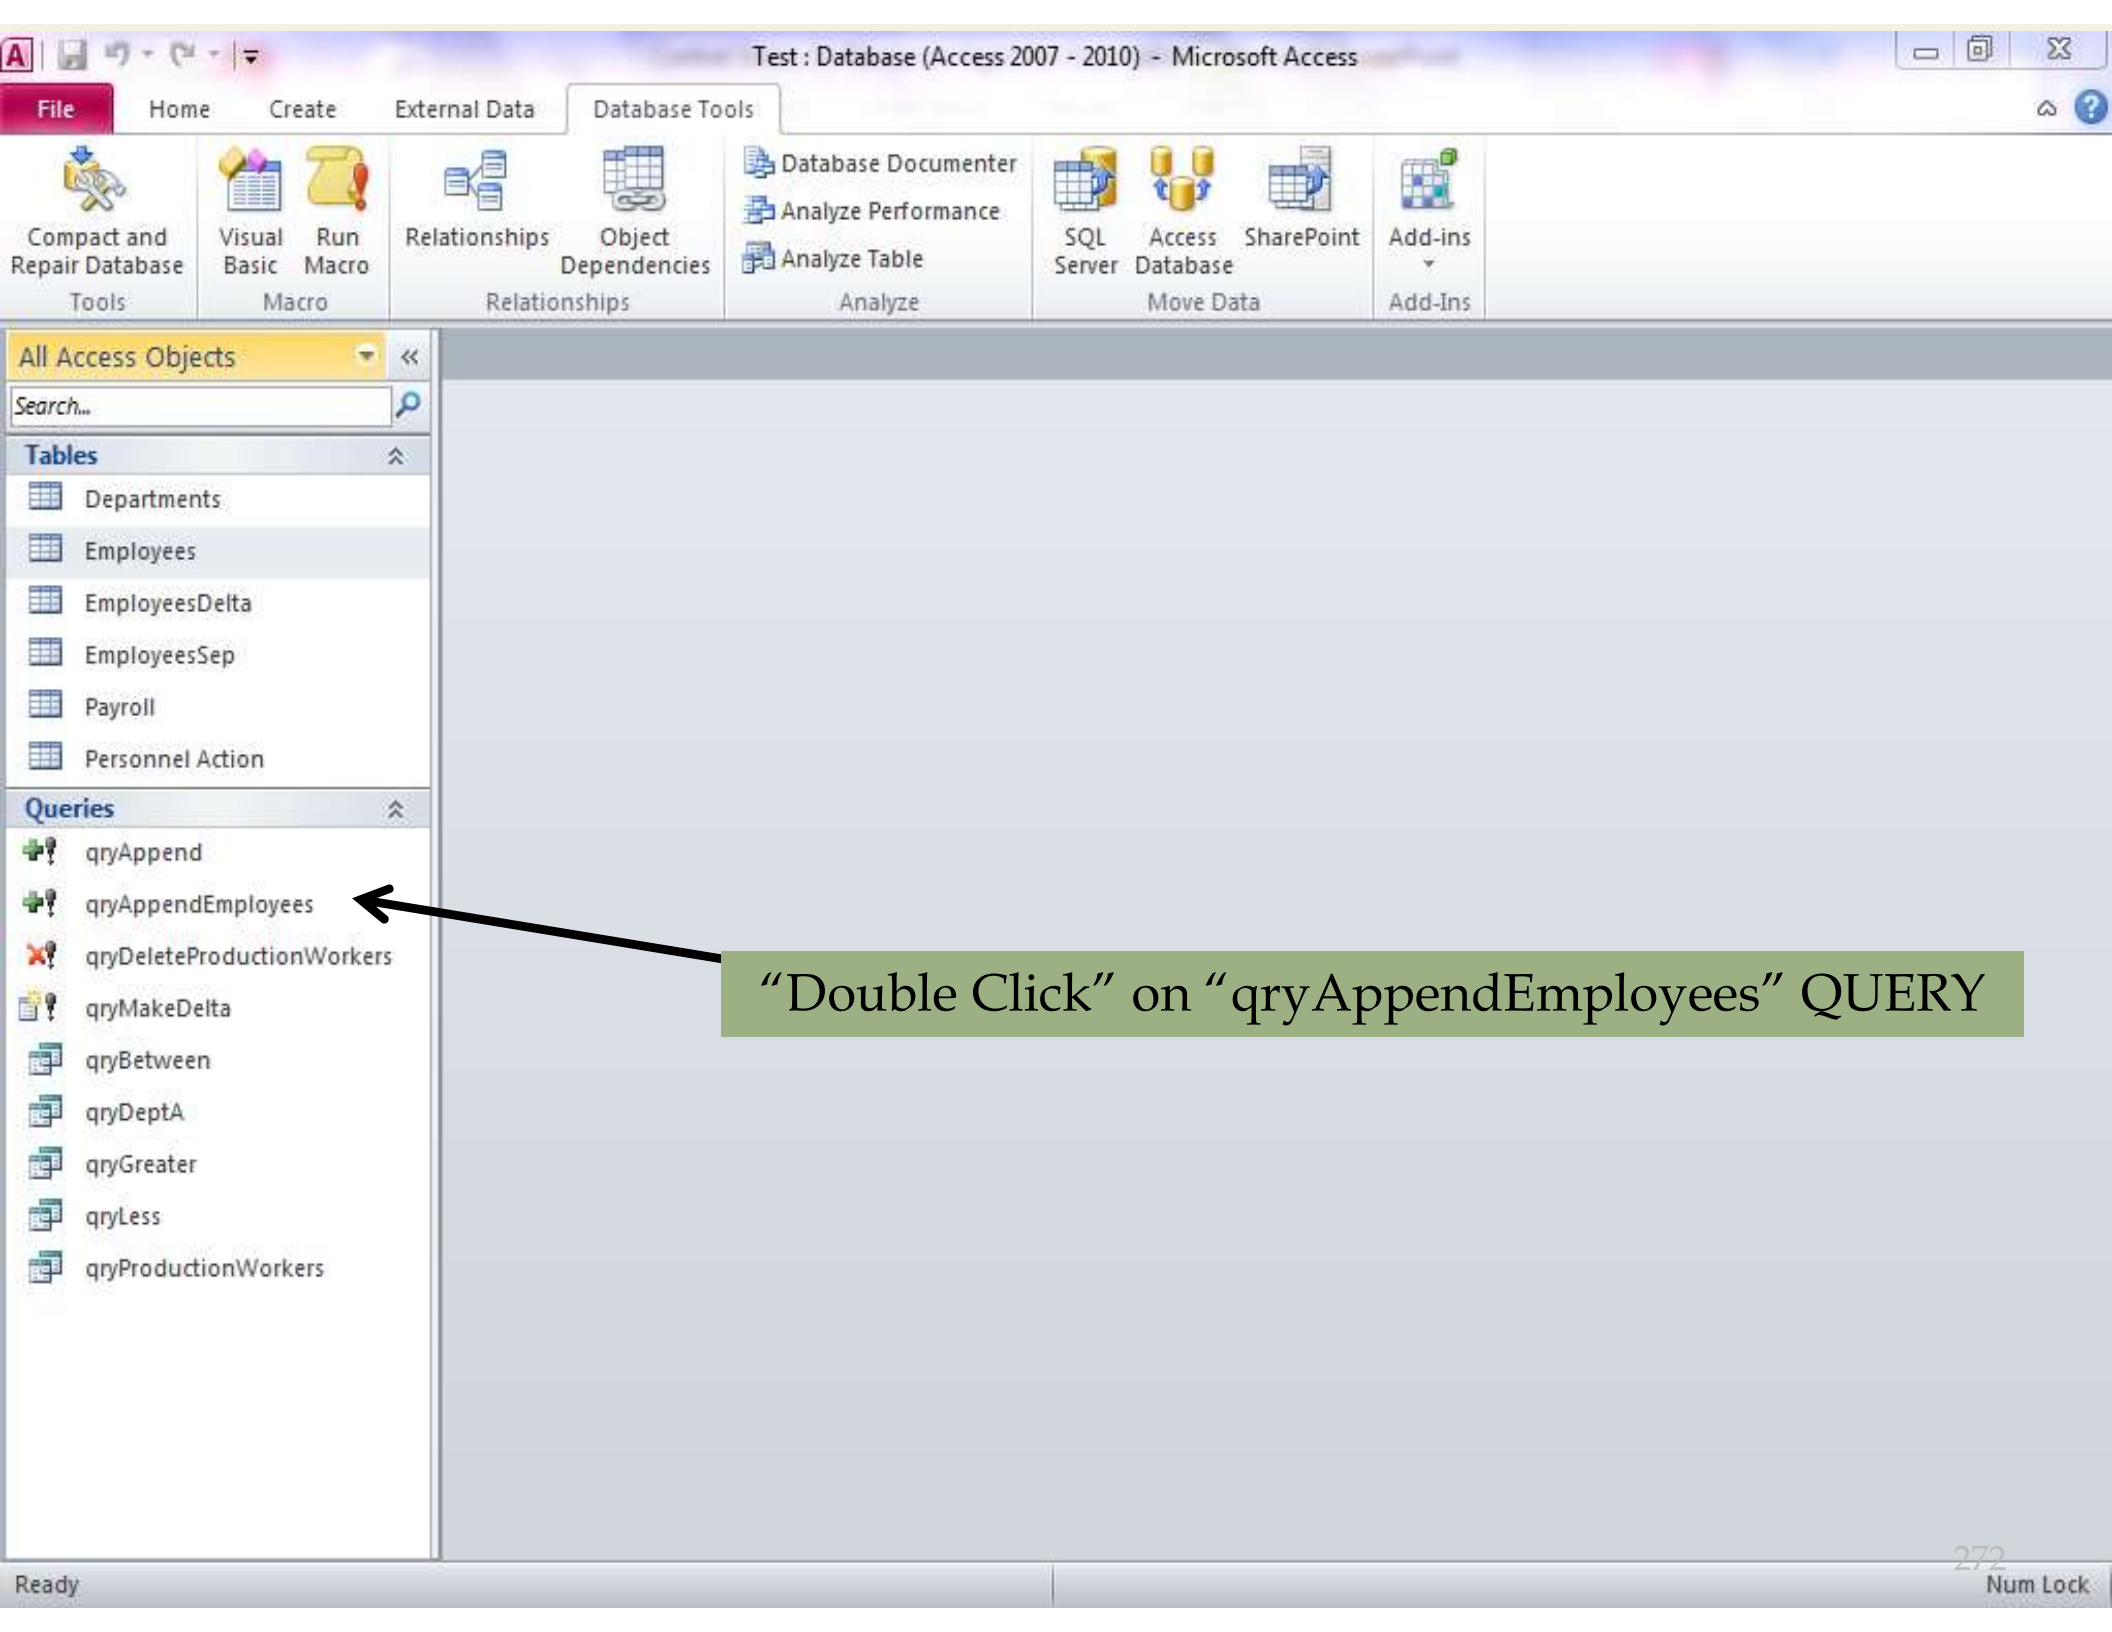 Test : Database (Access 2007 - 2010) - Microsoft Access
File Home Create External Data Database Tools
Compact and Repair Database
Visual Basic
Run Macro
Relationships
Object Dependencies
Database Documenter
Analyze Performance
Analyze Table
SQL Server
Access Database
SharePoint
Add-ins
Tools Macro Relationships Analyze Move Data Add-Ins
All Access Objects
Search...
Tables
Departments
Employees
EmployeesDelta
EmployeesSep
Payroll
Personnel Action
Queries
qryAppend
qryAppendEmployees
qryDeleteProductionWorkers
qryMakeDelta
qryBetween
qryDeptA
qryGreater
qryLess
qryProductionWorkers
“Double Click” on “qryAppendEmployees” QUERY
272
Ready
Num Lock